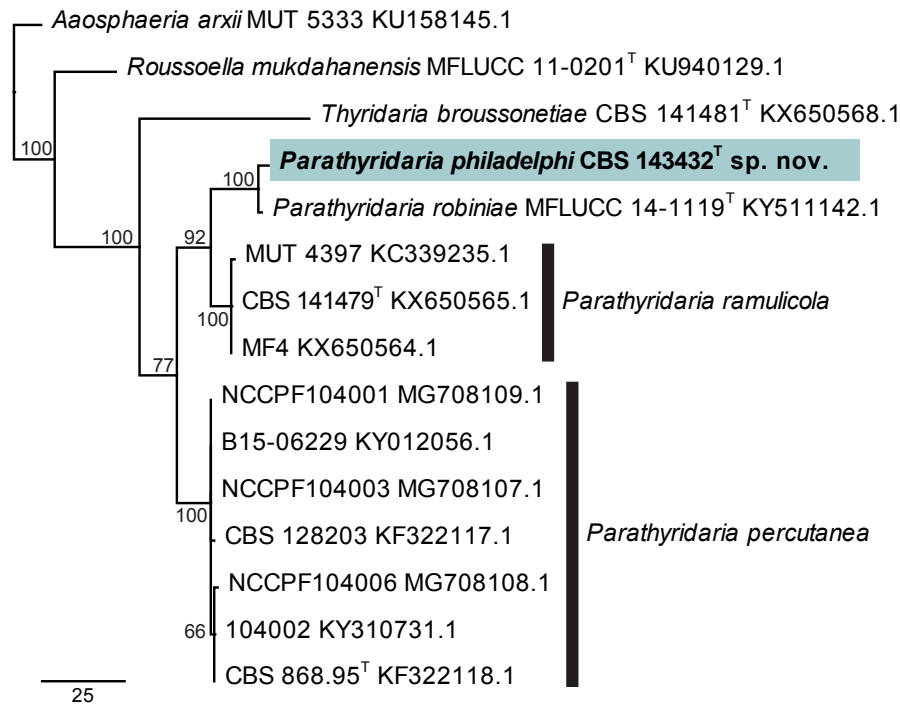 Aaosphaeria arxii MUT 5333 KU158145.1
Roussoella mukdahanensis MFLUCC 11-0201ᵀ KU940129.1
Thyridaria broussonetiae CBS 141481ᵀ KX650568.1
100
Parathyridaria philadelphi CBS 143432ᵀ sp. nov.
100
Parathyridaria robiniae MFLUCC 14-1119ᵀ KY511142.1
100
92
MUT 4397 KC339235.1
CBS 141479ᵀ KX650565.1
Parathyridaria ramulicola
100
MF4 KX650564.1
77
NCCPF104001 MG708109.1
B15-06229 KY012056.1
NCCPF104003 MG708107.1
100
CBS 128203 KF322117.1
Parathyridaria percutanea
NCCPF104006 MG708108.1
66
104002 KY310731.1
CBS 868.95ᵀ KF322118.1
25